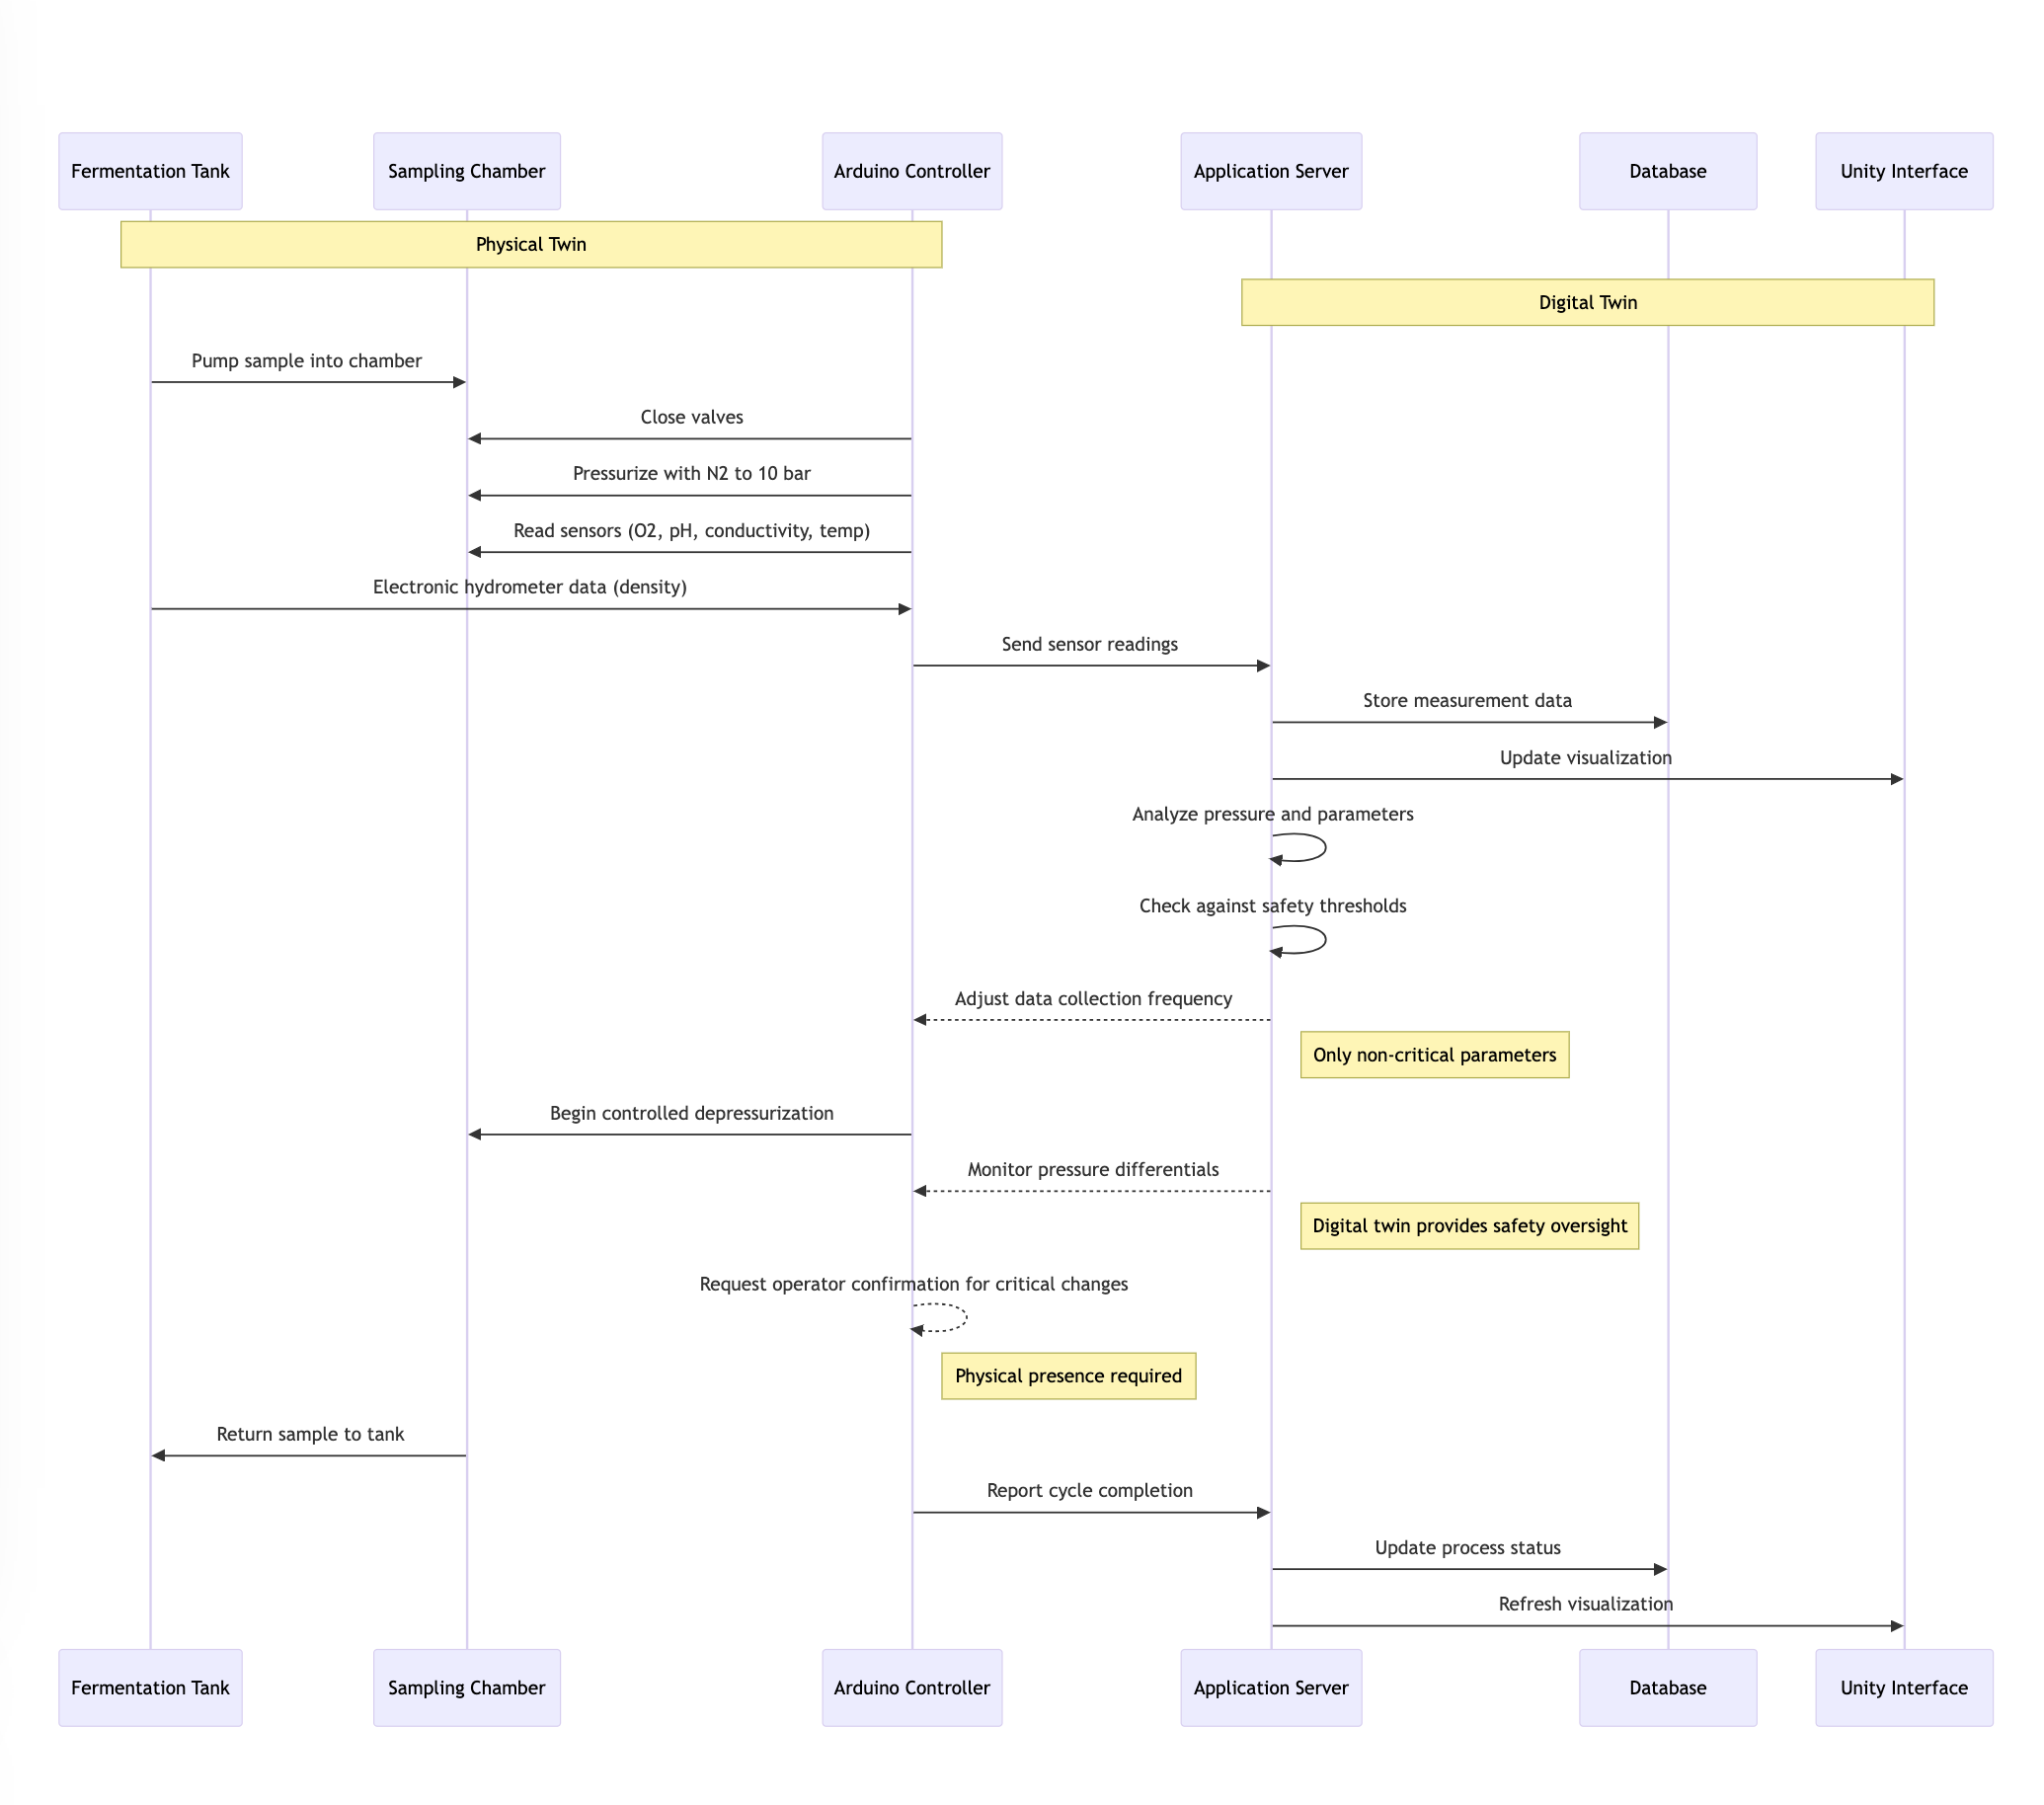 Fermentation Tank
Sampling Chamber
Arduino Controller
Application Server
Database
Unity Interface
Physical Twin
Digital Twin
Pump sample into chamber
Close valves
Pressurize with N2 to 10 bar
Read sensors (O2, pH, conductivity, temp)
Electronic hydrometer data (density)
Send sensor readings
Store measurement data
Update visualization
Analyze pressure and parameters
Check against safety thresholds
Adjust data collection frequency
Only non-critical parameters
Begin controlled depressurization
Monitor pressure differentials
Digital twin provides safety oversight
Request operator confirmation for critical changes
Physical presence required
Return sample to tank
Report cycle completion
Update process status
Refresh visualization
Fermentation Tank
Sampling Chamber
Arduino Controller
Application Server
Database
Unity Interface